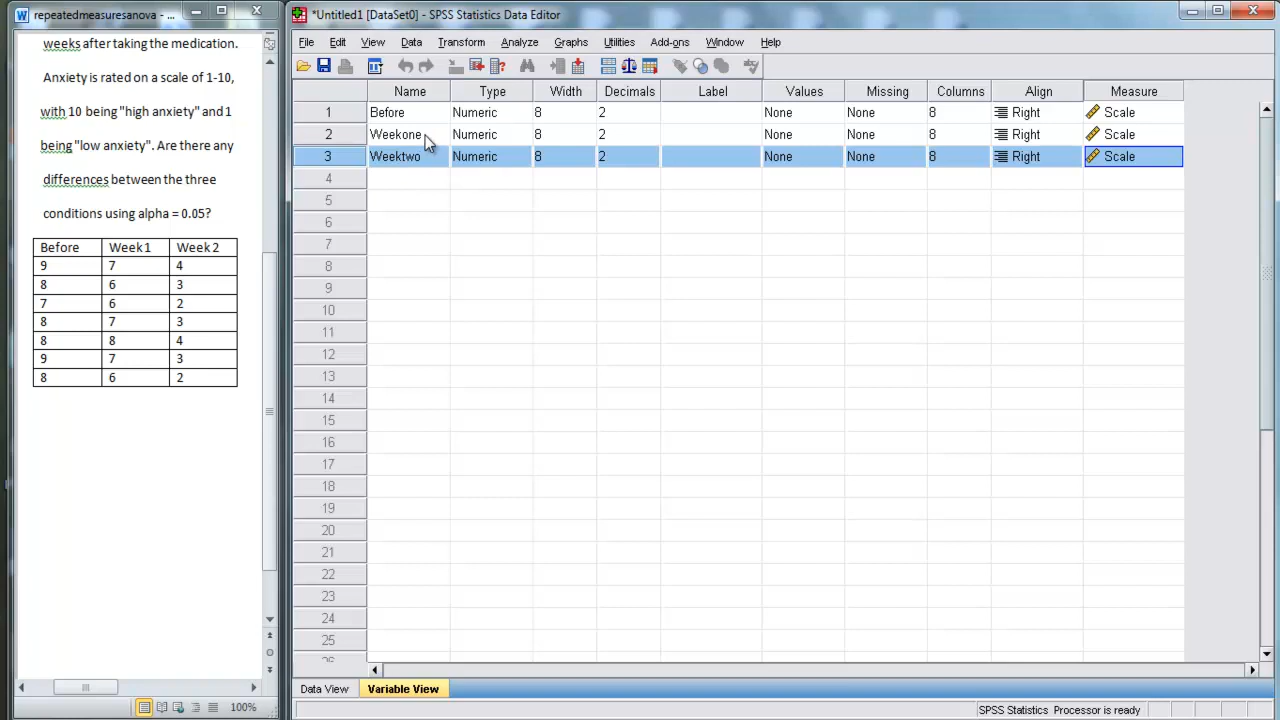 repeatedmeasuresanova - ...
weeks after taking the medication.
Anxiety is rated on a scale of 1-10,
with 10 being "high anxiety" and 1
being "low anxiety". Are there any
differences between the three
conditions using alpha = 0.05?
Before Week 1 Week 2
9 7 4
8 6 3
7 6 2
8 7 3
8 8 4
9 7 3
8 6 2
100%
*Untitled1 [DataSet0] - SPSS Statistics Data Editor
File Edit View Data Transform Analyze Graphs Utilities Add-ons Window Help
Name Type Width Decimals Label Values Missing Columns Align Measure
1 Before Numeric 8 2 None None 8 Right Scale
2 Weekone Numeric 8 2 None None 8 Right Scale
3 Weektwo Numeric 8 2 None None 8 Right Scale
4
5
6
7
8
9
10
11
12
13
14
15
16
17
18
19
20
21
22
23
24
25
26
Data View Variable View
SPSS Statistics Processor is ready